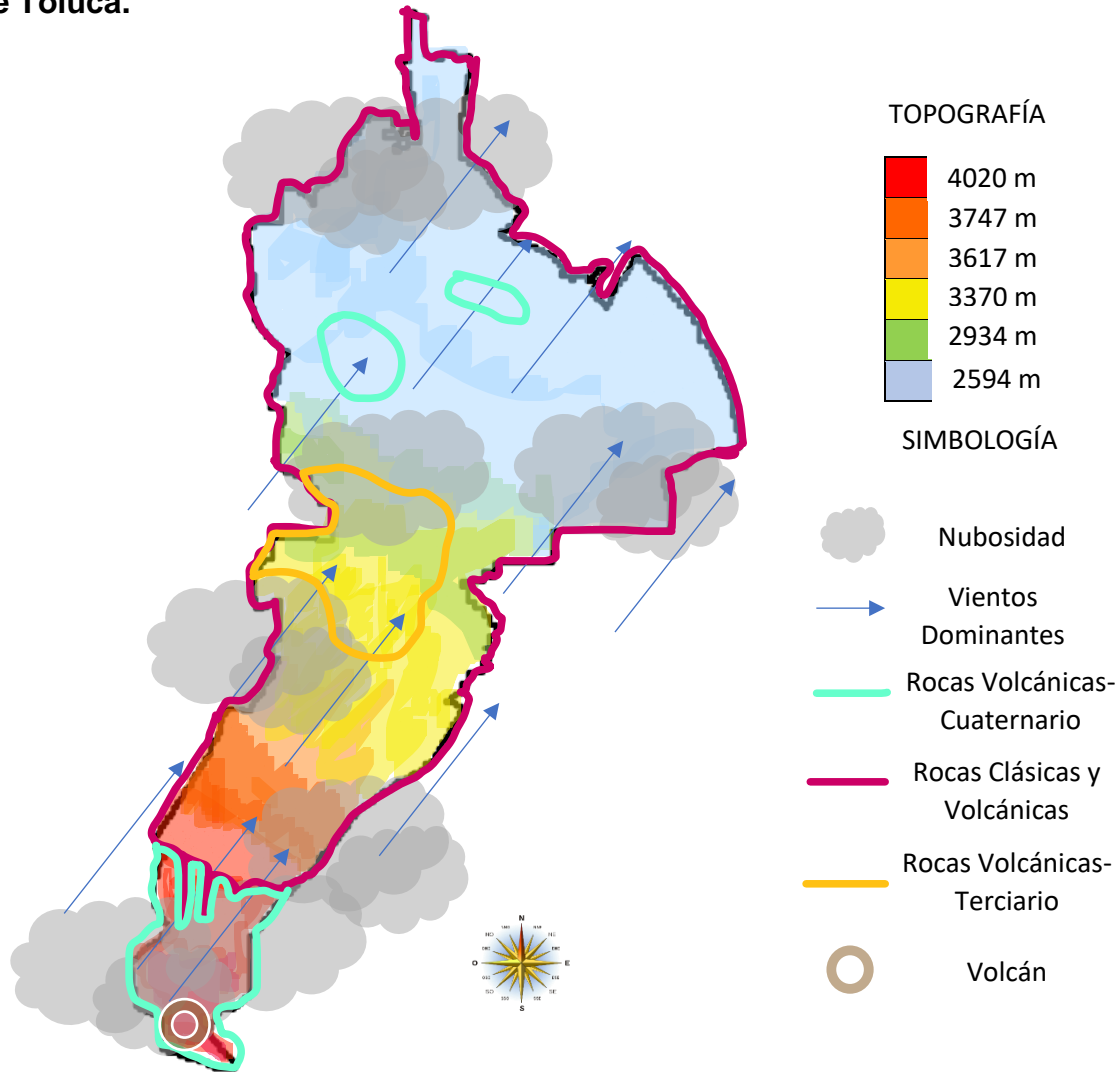 e Toluca.
TOPOGRAFÍA
4020 m
3747 m
3617 m
3370 m
2934 m
2594 m
SIMBOLOGÍA
Nubosidad
Vientos
Dominantes
Rocas Volcánicas-
Cuaternario
Rocas Clásicas y
Volcánicas
Rocas Volcánicas-
Terciario
Volcán
N
O
E
S